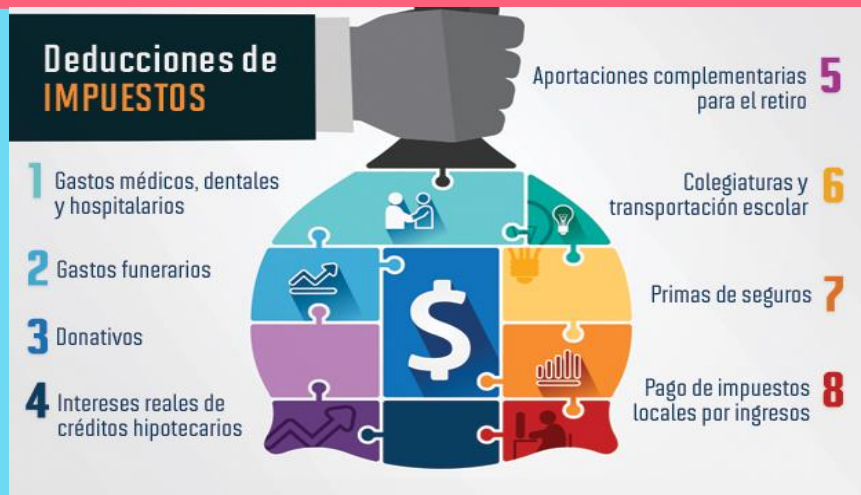 Deducciones de
IMPUESTOS
1 Gastos médicos, dentales
y hospitalarios
2 Gastos funerarios
3 Donativos
4 Intereses reales de
créditos hipotecarios
Aportaciones complementarias 5
para el retiro
Colegiaturas y 6
transportación escolar
Primas de seguros 7
Pago de impuestos 8
locales por ingresos
$